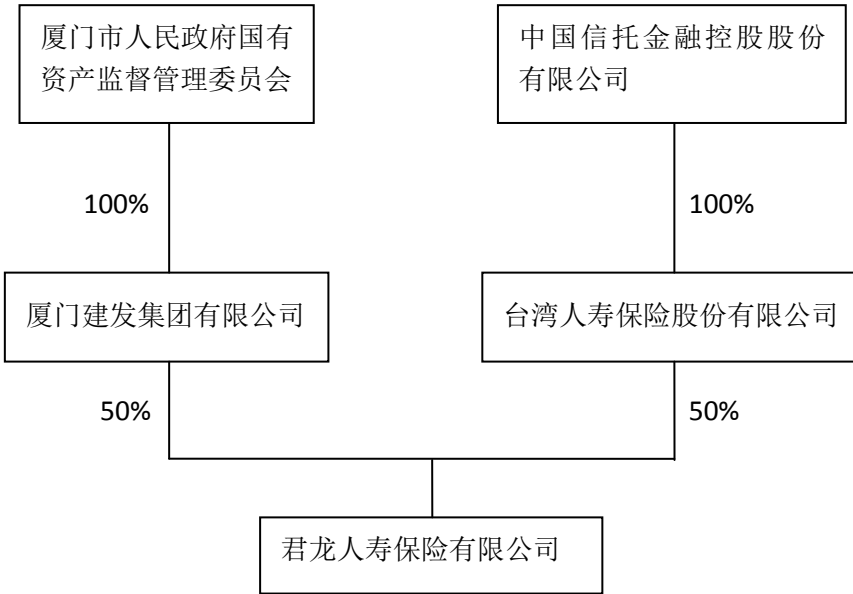 厦门市人民政府国有
资产监督管理委员会
中国信托金融控股股份
有限公司
100%
100%
厦门建发集团有限公司
台湾人寿保险股份有限公司
50%
50%
君龙人寿保险有限公司